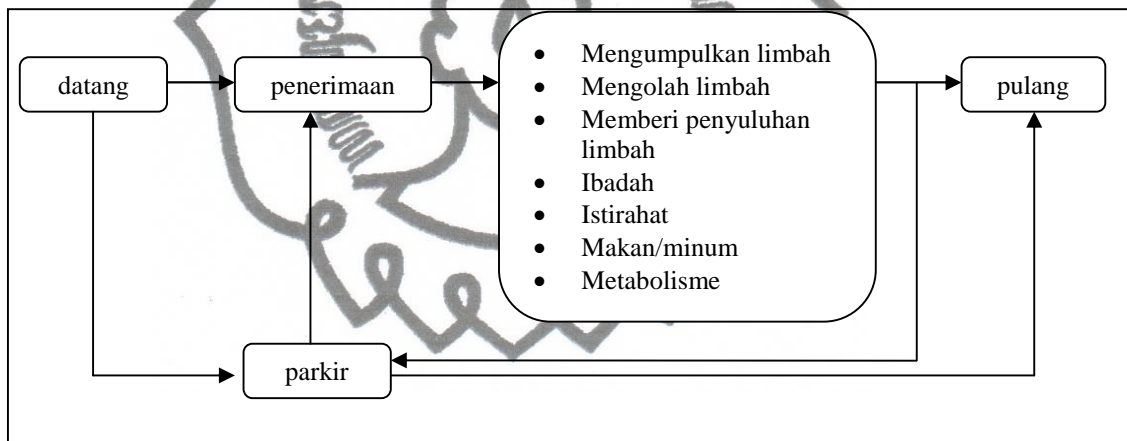 datang
penerimaan
• Mengumpulkan limbah
• Mengolah limbah
• Memberi penyuluhan
limbah
• Ibadah
• Istirahat
• Makan/minum
• Metabolisme
pulang
parkir